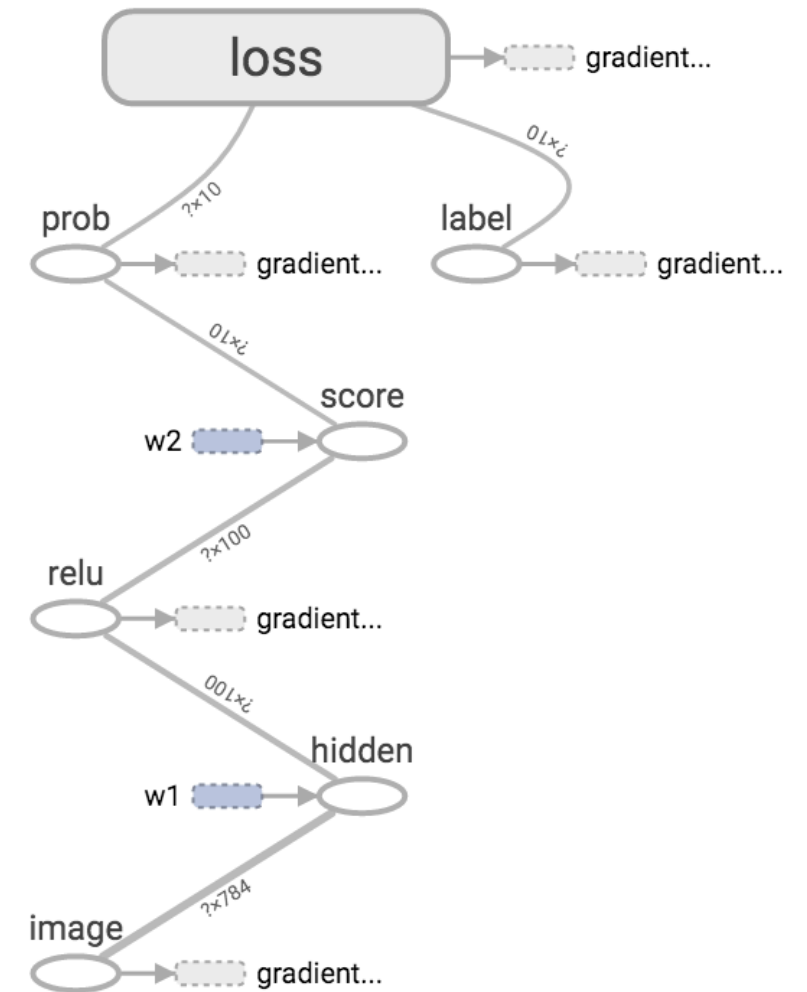 loss
gradient...
?×10
?×10
prob
label
gradient...
gradient...
?×10
score
w2
?×100
relu
gradient...
?×100
hidden
w1
?×784
image
gradient...